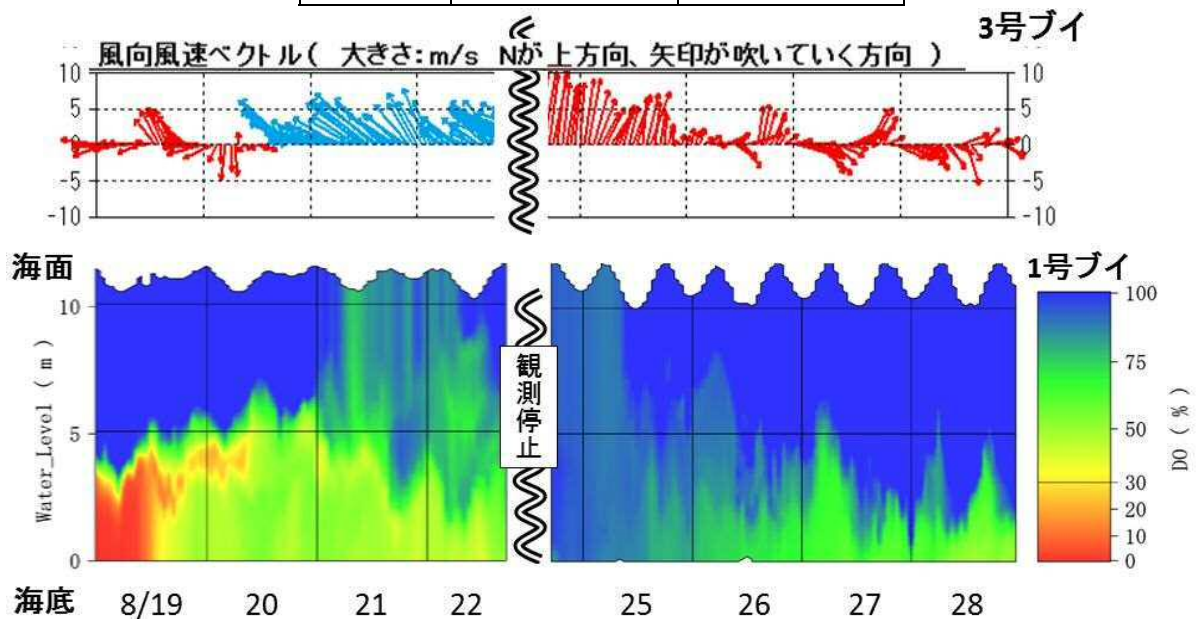 3号ブイ
風向風速ベクトル( 大きさ:m/s Nが上方向、矢印が吹いていく方向 )
10
5
0
-5
-10
10
5
0
-5
-10
海面
1号ブイ
10
5
0
Water_Level ( m )
観測停止
100
75
50
30
20
10
0
DO ( % )
海底
8/19 20 21 22 25 26 27 28